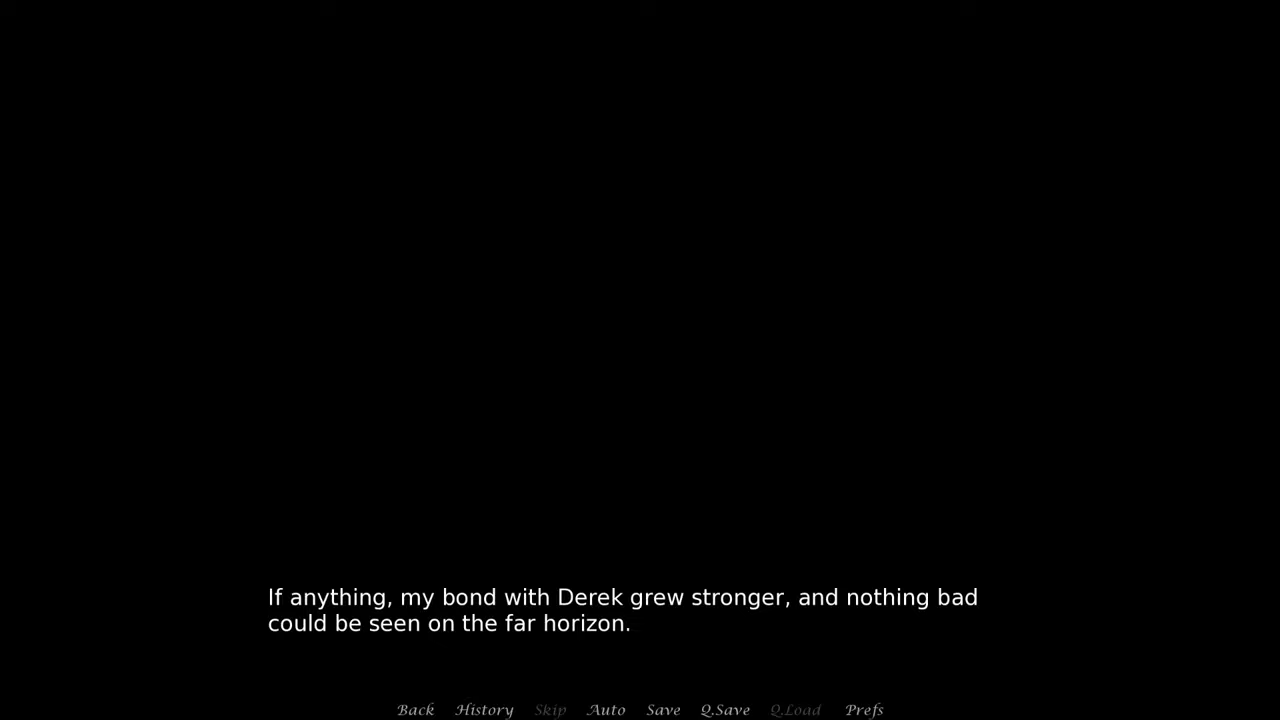 If anything, my bond with Derek grew stronger, and nothing bad
could be seen on the far horizon.
Back History Skip Auto Save Q.Save Q.Load Prefs